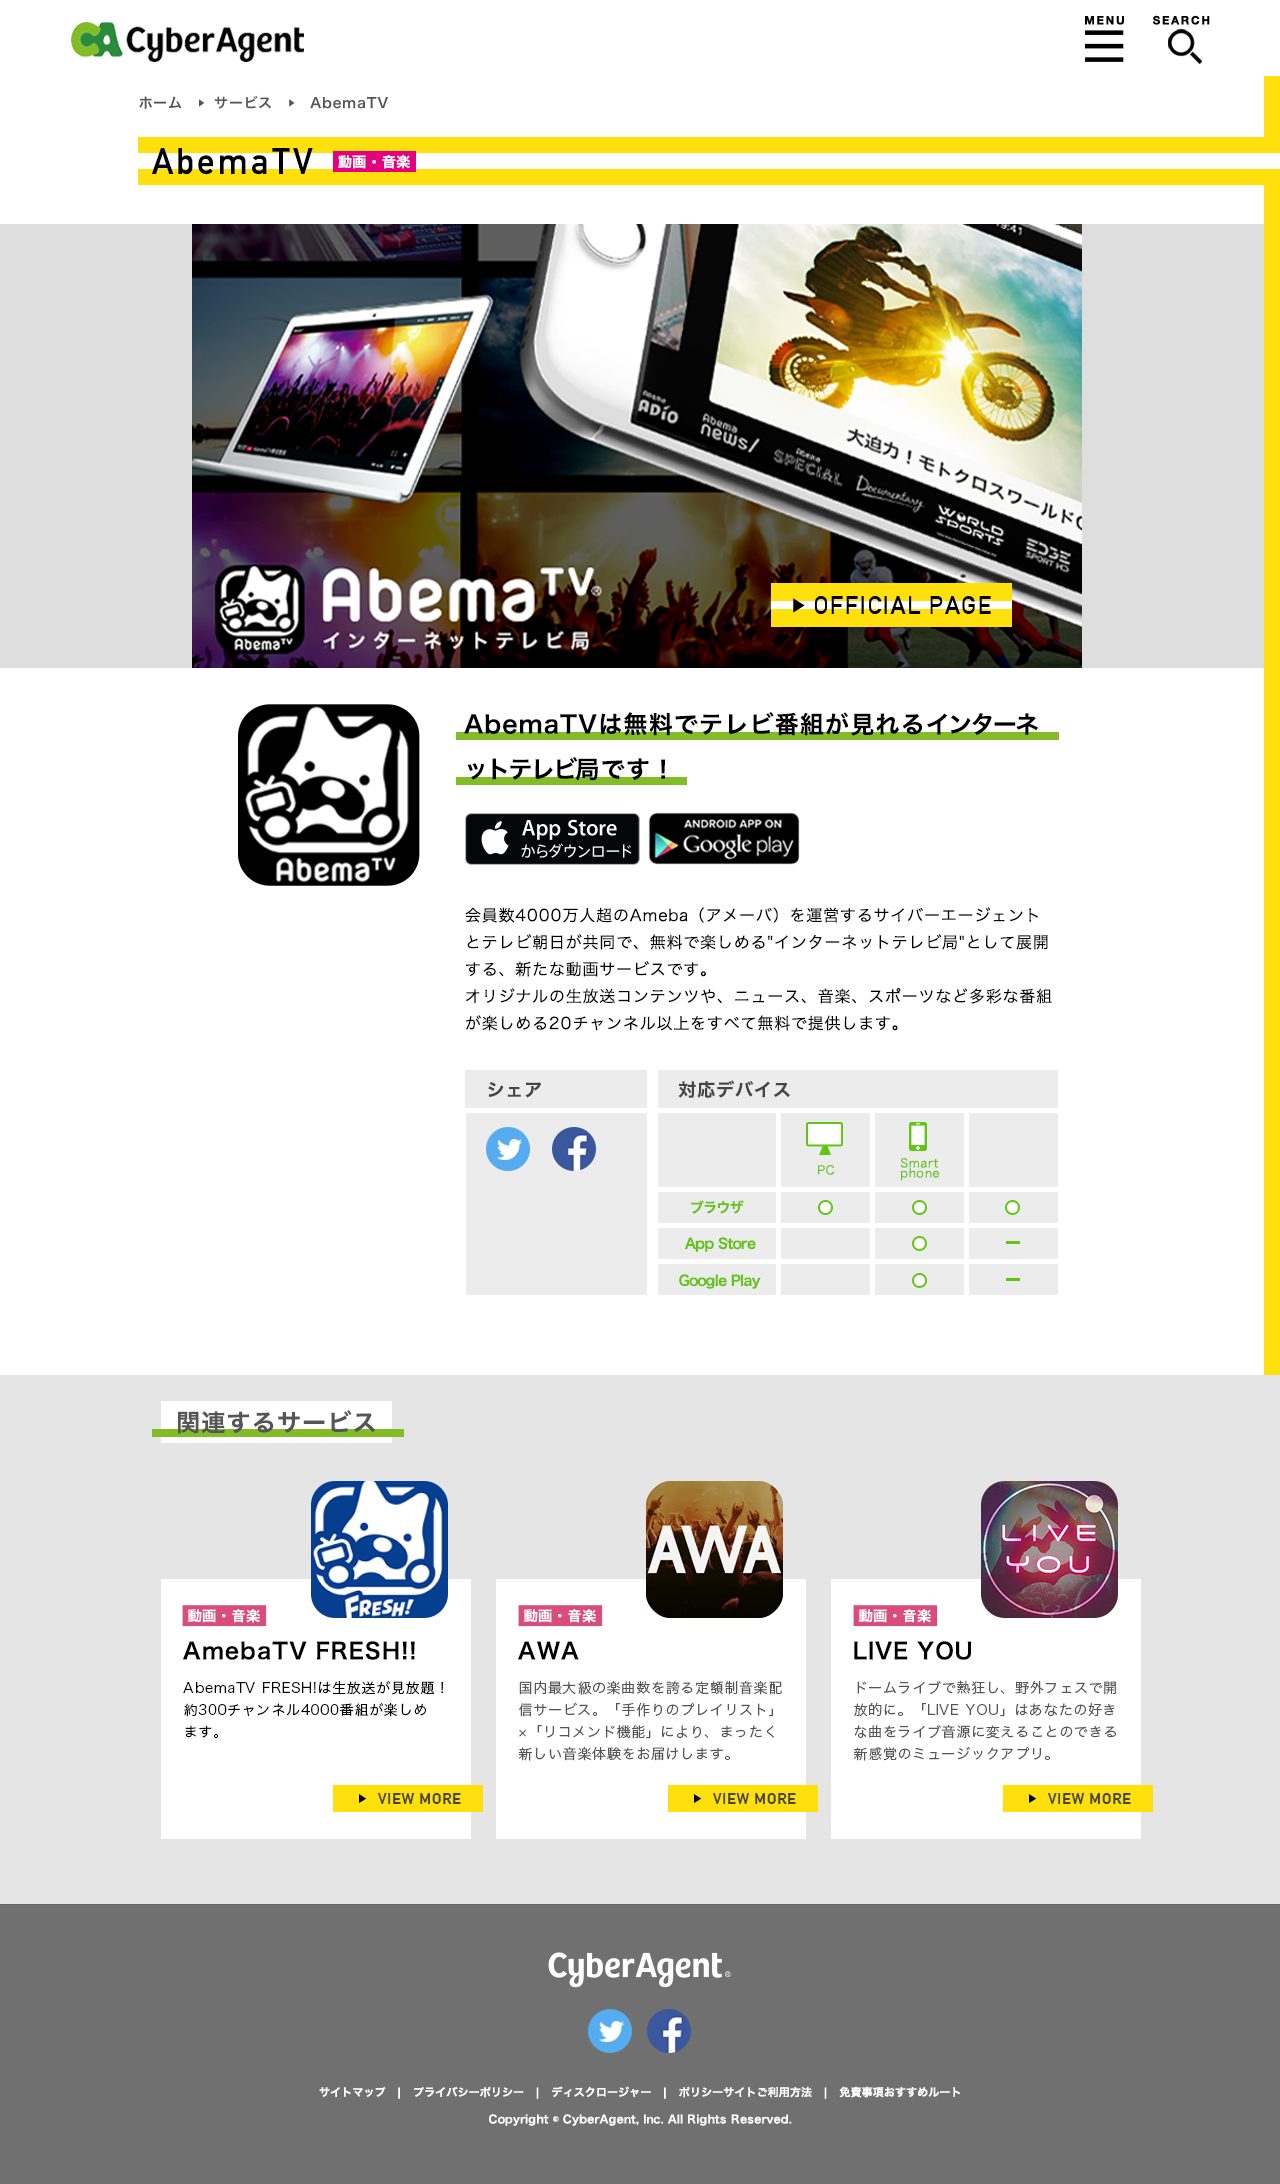 CyberAgent
MENU
SEARCH
ホーム
サービス
AbemaTV
AbemaTV
動画・音楽
19:41
Abema
ADIO
Abema
news/
Abema
SPECIAL
Documentary
WORLD
SPORTS
EDGE
SPORT HD
大迫力！モトクロスワールドC
AbemaTV
AbemaTV®
インターネットテレビ局
OFFICIAL PAGE
AbemaTV
AbemaTVは無料でテレビ番組が見れるインターネ
ットテレビ局です！
App Store
からダウンロード
ANDROID APP ON
Google play
会員数4000万人超のAmeba（アメーバ）を運営するサイバーエージェント
とテレビ朝日が共同で、無料で楽しめる"インターネットテレビ局"として展開
する、新たな動画サービスです。
オリジナルの生放送コンテンツや、ニュース、音楽、スポーツなど多彩な番組
が楽しめる20チャンネル以上をすべて無料で提供します。
シェア
対応デバイス
PC
Smart
phone
ブラウザ
App Store
Google Play
関連するサービス
FRESH!
動画・音楽
AmebaTV FRESH!!
AbemaTV FRESH!は生放送が見放題！
約300チャンネル4000番組が楽しめ
ます。
VIEW MORE
AWA
動画・音楽
AWA
国内最大級の楽曲数を誇る定額制音楽配
信サービス。「手作りのプレイリスト」
×「リコメンド機能」により、まったく
新しい音楽体験をお届けします。
VIEW MORE
LIVE
YOU
動画・音楽
LIVE YOU
ドームライブで熱狂し、野外フェスで開
放的に。「LIVE YOU」はあなたの好き
な曲をライブ音源に変えることのできる
新感覚のミュージックアプリ。
VIEW MORE
CyberAgent®
サイトマップ | プライバシーポリシー | ディスクロージャー | ポリシーサイトご利用方法 | 免責事項おすすめルート
Copyright © CyberAgent, Inc. All Rights Reserved.